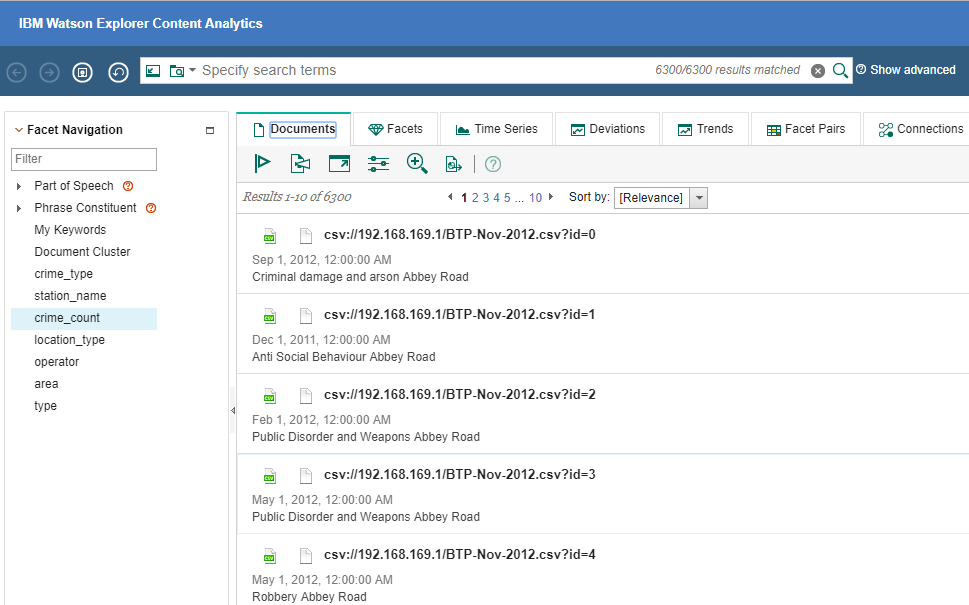 IBM Watson Explorer Content Analytics
Specify search terms
6300/6300 results matched
Show advanced
Facet Navigation
Filter
Part of Speech
Phrase Constituent
My Keywords
Document Cluster
crime_type
station_name
crime_count
location_type
operator
area
type
Documents
Facets
Time Series
Deviations
Trends
Facet Pairs
Connections
Results 1-10 of 6300
1 2 3 4 5 ... 10
Sort by: [Relevance]
csv://192.168.169.1/BTP-Nov-2012.csv?id=0
Sep 1, 2012, 12:00:00 AM
Criminal damage and arson Abbey Road
csv://192.168.169.1/BTP-Nov-2012.csv?id=1
Dec 1, 2011, 12:00:00 AM
Anti Social Behaviour Abbey Road
csv://192.168.169.1/BTP-Nov-2012.csv?id=2
Feb 1, 2012, 12:00:00 AM
Public Disorder and Weapons Abbey Road
csv://192.168.169.1/BTP-Nov-2012.csv?id=3
May 1, 2012, 12:00:00 AM
Public Disorder and Weapons Abbey Road
csv://192.168.169.1/BTP-Nov-2012.csv?id=4
May 1, 2012, 12:00:00 AM
Robbery Abbey Road